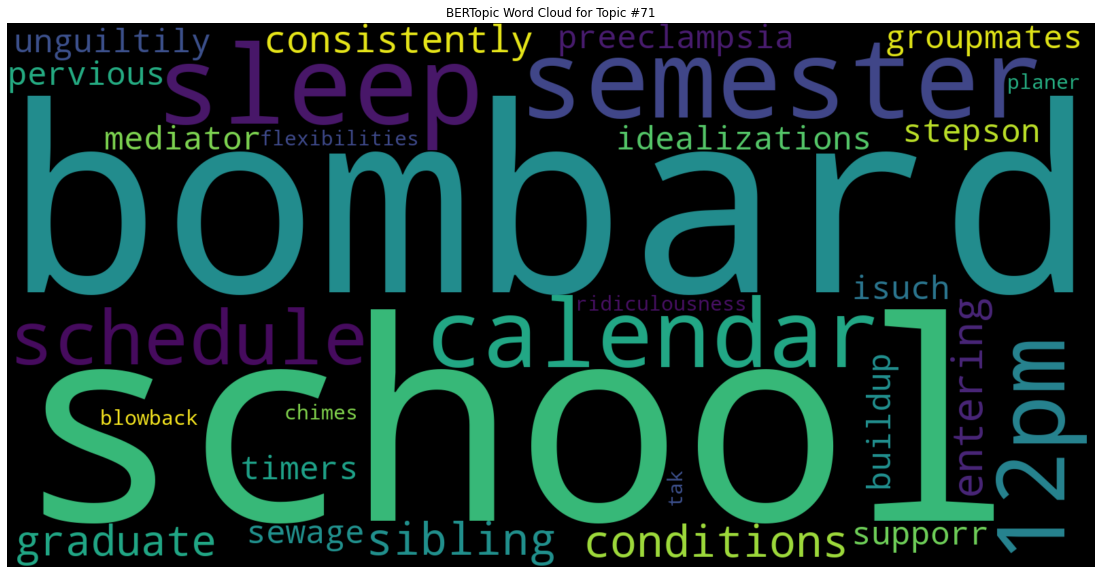 BERTopic Word Cloud for Topic #71
unguiltily
consistently
preeclampsia
groupmates
pervious
sleep
semester
planer
mediator
flexibilities
idealizations
stepson
bombard
isuch
ridiculousness
schedule
calendar
entering
school
12pm
buildup
blowback
chimes
timers
tak
graduate
sewage
sibling
conditions
supporr